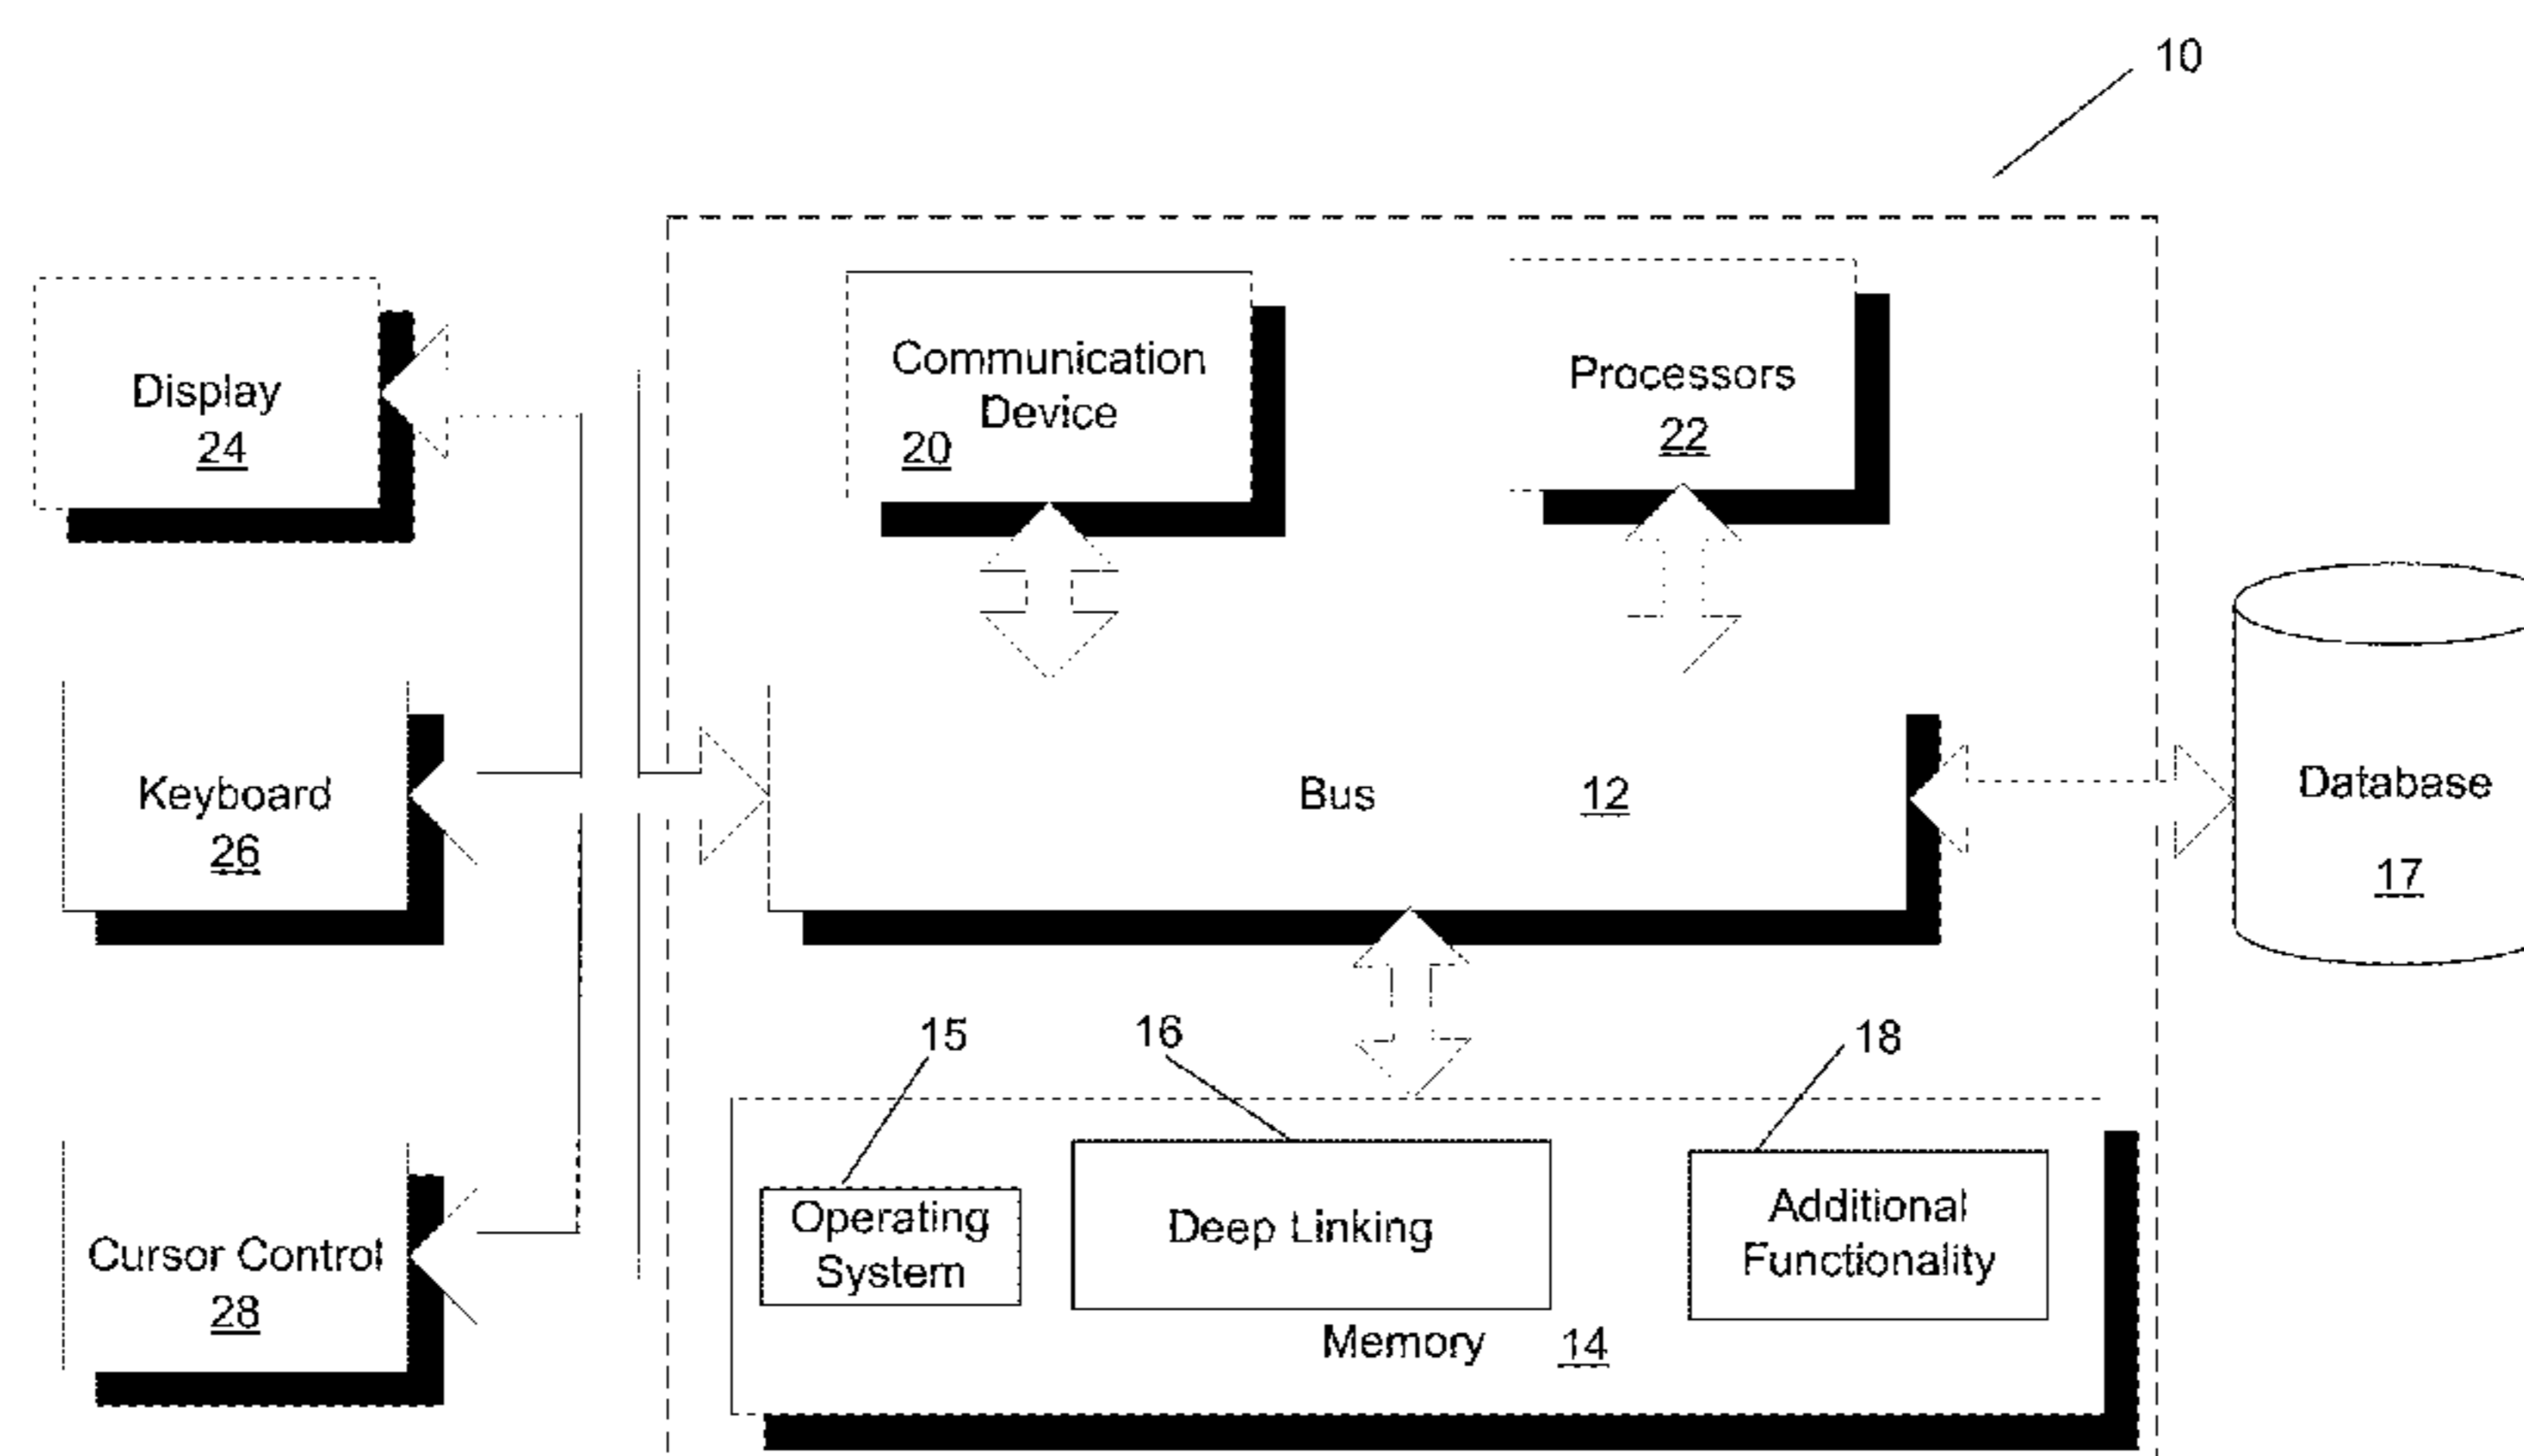 10
Display
24
Communication
Device
20
Processors
22
Keyboard
26
Bus 12
Database
17
15
16
18
Cursor Control
28
Operating
System
Deep Linking
Additional
Functionality
Memory 14